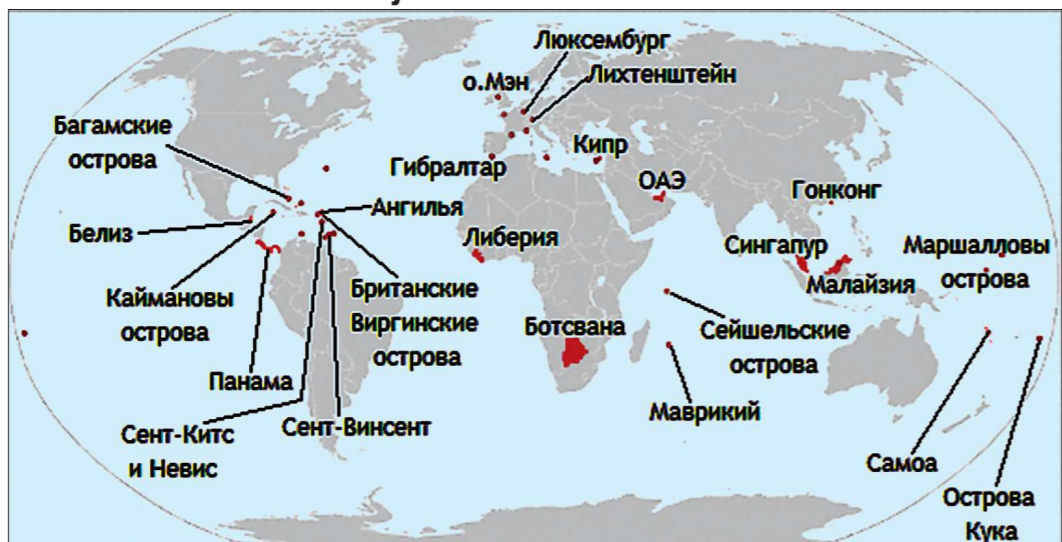 Люксембург
Лихтенштейн
о.Мэн
Багамские
острова
Гибралтар
Кипр
ОАЭ
Гонконг
Ангилья
Белиз
Либерия
Сингапур
Маршалловы
острова
Малайзия
Каймановы
острова
Британские
Виргинские
острова
Ботсвана
Сейшельские
острова
Панама
Маврикий
Сент-Китс
и Невис
Сент-Винсент
Самоа
Острова
Кука